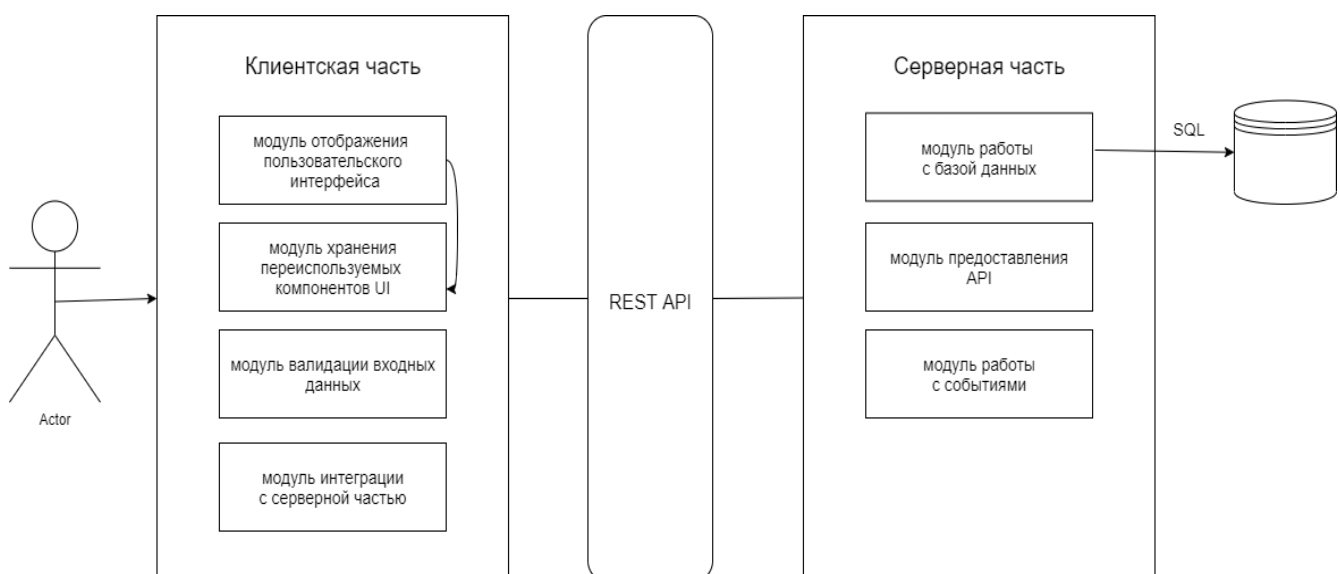 Клиентская часть
модуль отображения
пользовательского
интерфейса
модуль хранения
переиспользуемых
компонентов UI
модуль валидации входных
данных
модуль интеграции
с серверной частью
Actor
REST API
Серверная часть
модуль работы
с базой данных
модуль предоставления
API
модуль работы
с событиями
SQL